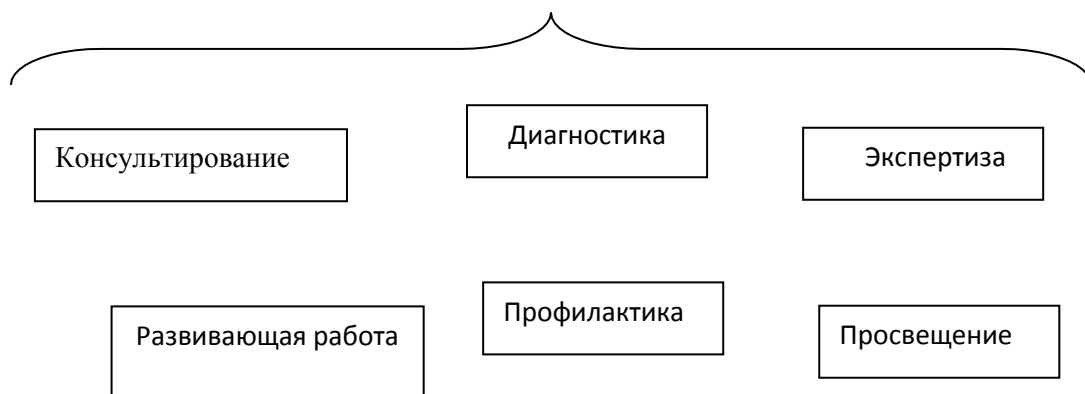 Консультирование
Диагностика
Экспертиза
Развивающая работа
Профилактика
Просвещение